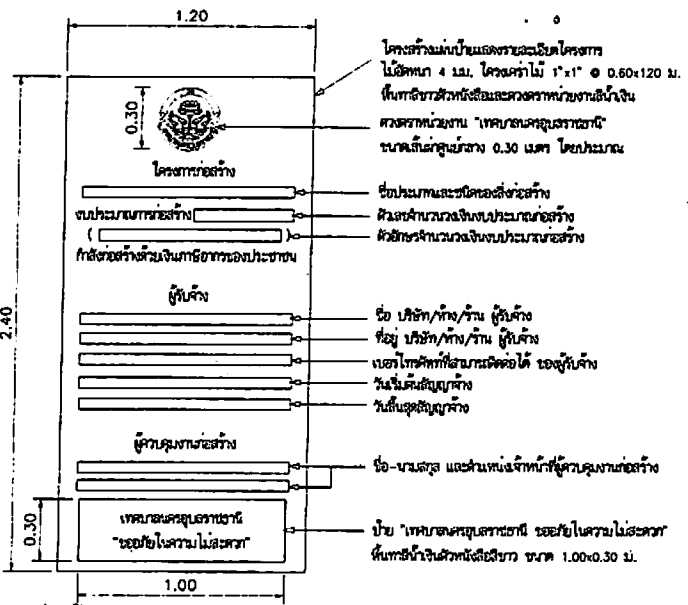 1.20
โครงสร้างแผ่นป้ายแสดงรายละเอียดโครงการ
ไม้อัดหนา 4 มม. โครงคร่าวไม้ 1"x1" @ 0.60x120 ม.
พื้นทาสีขาวตัวหนังสือและดวงตราหน่วยงานสีน้ำเงิน
0.30
ดวงตราหน่วยงาน "เทศบาลนครอุบลราชธานี"
ขนาดเส้นผ่าศูนย์กลาง 0.30 เมตร โดยประมาณ
โครงการก่อสร้าง
ชื่อประเภทและชนิดของสิ่งก่อสร้าง
งบประมาณการก่อสร้าง
ตัวเลขจำนวนวงเงินงบประมาณก่อสร้าง
( )
ตัวอักษรจำนวนวงเงินงบประมาณก่อสร้าง
กำลังก่อสร้างด้วยเงินภาษีอากรของประชาชน
2.40
ผู้รับจ้าง
ชื่อ บริษัท/ห้าง/ร้าน ผู้รับจ้าง
ที่อยู่ บริษัท/ห้าง/ร้าน ผู้รับจ้าง
เบอร์โทรศัพท์ที่สามารถติดต่อได้ ของผู้รับจ้าง
วันเริ่มต้นสัญญาจ้าง
วันสิ้นสุดสัญญาจ้าง
ผู้ควบคุมงานก่อสร้าง
ชื่อ-นามสกุล และตำแหน่งเจ้าหน้าที่ผู้ควบคุมงานก่อสร้าง
0.30
เทศบาลนครอุบลราชธานี
"ขออภัยในความไม่สะดวก"
ป้าย "เทศบาลนครอุบลราชธานี ขออภัยในความไม่สะดวก"
พื้นทาสีน้ำเงินตัวหนังสือสีขาว ขนาด 1.00x0.30 ม.
1.00